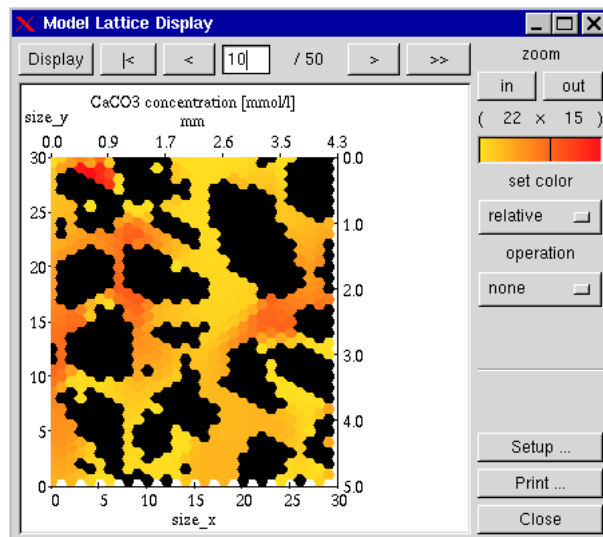 Model Lattice Display
Display |< < 10 / 50 > >>
zoom
in out
( 22 × 15 )
set color
relative
operation
none
Setup ...
Print ...
Close
CaCO3 concentration [mmol/l]
size_y mm
0.0 0.9 1.7 2.6 3.5 4.3
30 0.0
25
1.0
20
2.0
15
3.0
10
4.0
5
0 5.0
0 5 10 15 20 25 30
size_x